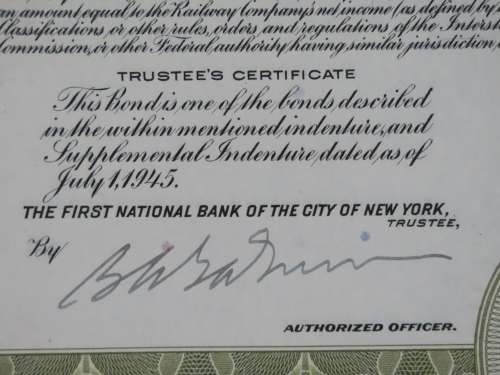 an amount equal to the Railway Company's net income (as defined by
Classifications, or other rules, orders, and regulations of the Interst
Commission, or other Federal authority having similar jurisdiction
TRUSTEE'S CERTIFICATE
This Bond is one of the bonds, described
in the within mentioned indenture, and
Supplemental Indenture, dated as of
July 1, 1945.
THE FIRST NATIONAL BANK OF THE CITY OF NEW YORK,
TRUSTEE,
By
AUTHORIZED OFFICER.